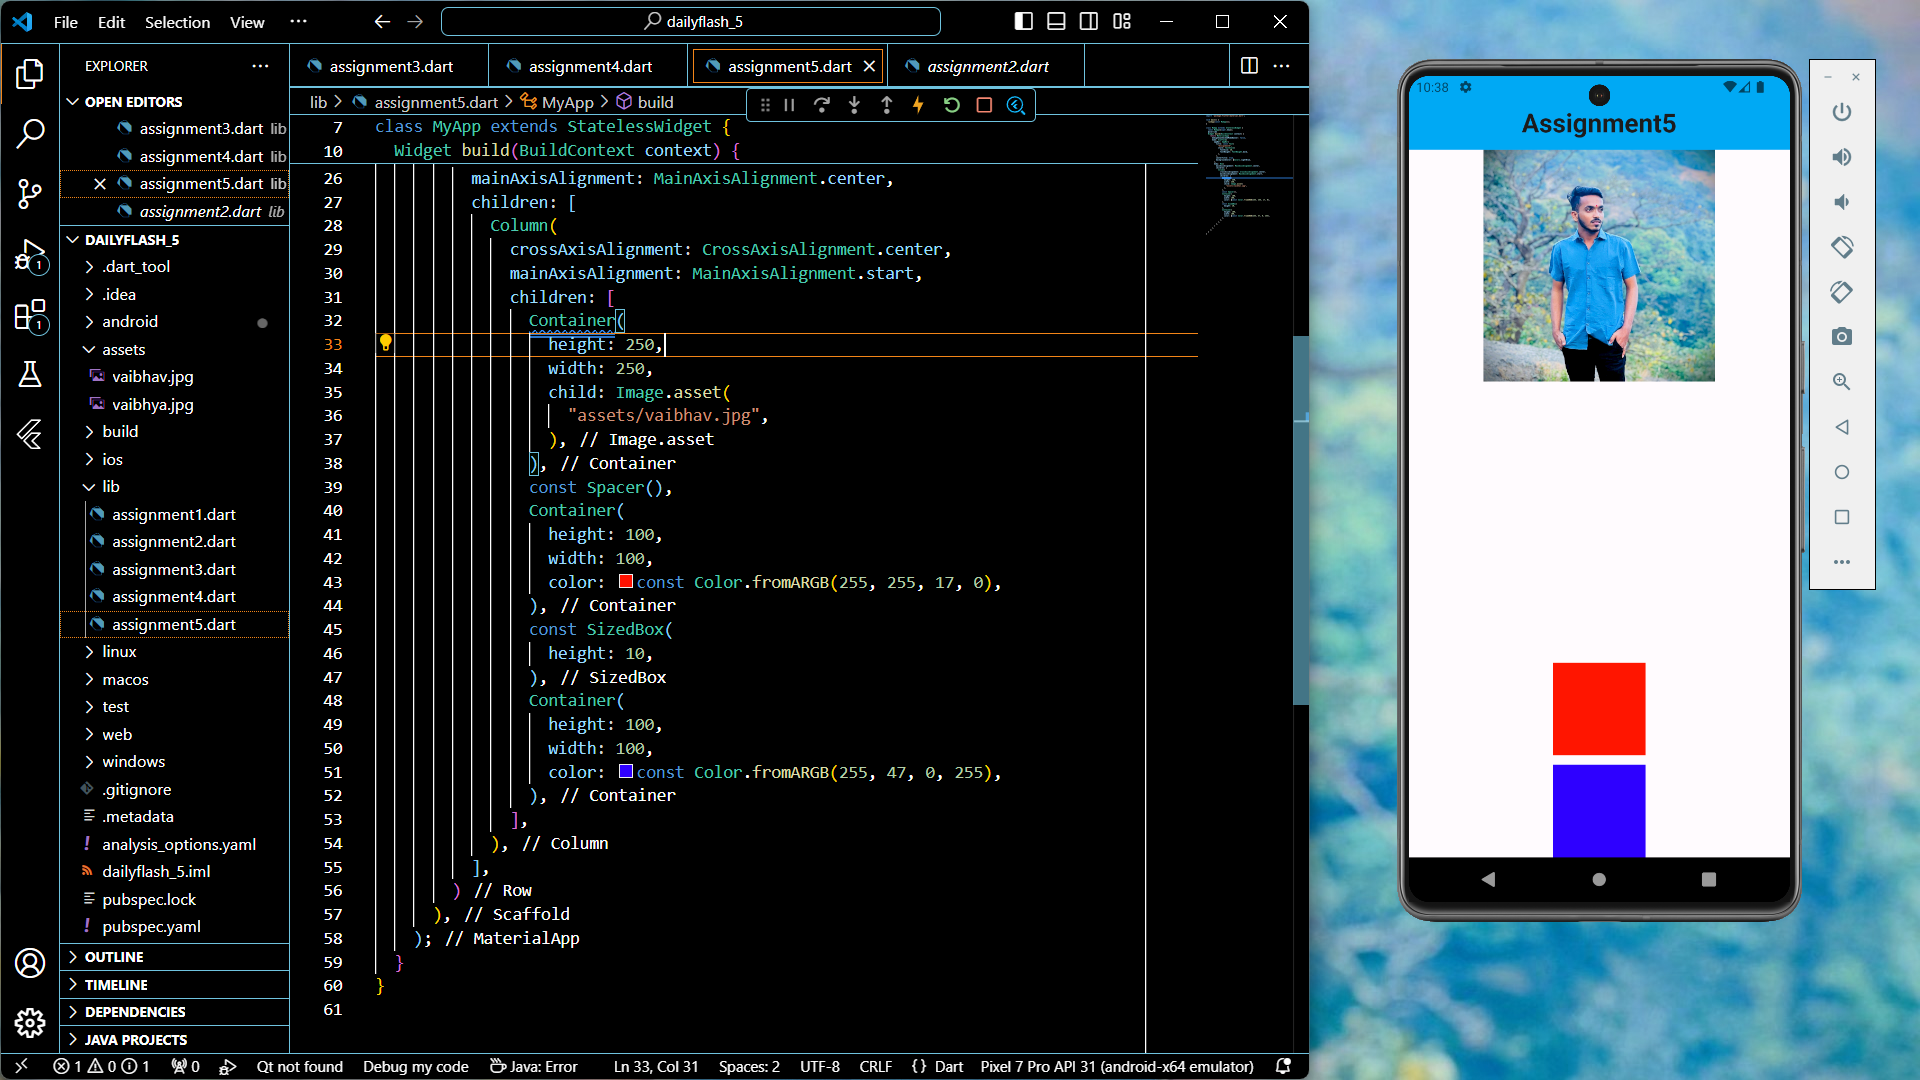 File Edit Selection View ··· dailyflash_5
EXPLORER ···
OPEN EDITORS
assignment3.dart lib
assignment4.dart lib
assignment5.dart lib
assignment2.dart lib
DAILYFLASH_5
.dart_tool
.idea
android
assets
vaibhav.jpg
vaibhya.jpg
build
ios
lib
assignment1.dart
assignment2.dart
assignment3.dart
assignment4.dart
assignment5.dart
linux
macos
test
web
windows
.gitignore
.metadata
analysis_options.yaml
dailyflash_5.iml
pubspec.lock
pubspec.yaml
OUTLINE
TIMELINE
DEPENDENCIES
JAVA PROJECTS
1
1
assignment3.dart assignment4.dart assignment5.dart assignment2.dart
lib > assignment5.dart > MyApp > build
7 class MyApp extends StatelessWidget {
10 Widget build(BuildContext context) {
26 mainAxisAlignment: MainAxisAlignment.center,
27 children: [
28 Column(
29 crossAxisAlignment: CrossAxisAlignment.center,
30 mainAxisAlignment: MainAxisAlignment.start,
31 children: [
32 Container(
33 height: 250,
34 width: 250,
35 child: Image.asset(
36 "assets/vaibhav.jpg",
37 ), // Image.asset
38 ), // Container
39 const Spacer(),
40 Container(
41 height: 100,
42 width: 100,
43 color: const Color.fromARGB(255, 255, 17, 0),
44 ), // Container
45 const SizedBox(
46 height: 10,
47 ), // SizedBox
48 Container(
49 height: 100,
50 width: 100,
51 color: const Color.fromARGB(255, 47, 0, 255),
52 ), // Container
53 ],
54 ), // Column
55 ],
56 ) // Row
57 ), // Scaffold
58 ); // MaterialApp
59 }
60 }
61
1 0 1 0 Qt not found Debug my code Java: Error Ln 33, Col 31 Spaces: 2 UTF-8 CRLF {} Dart Pixel 7 Pro API 31 (android-x64 emulator)
10:38
Assignment5